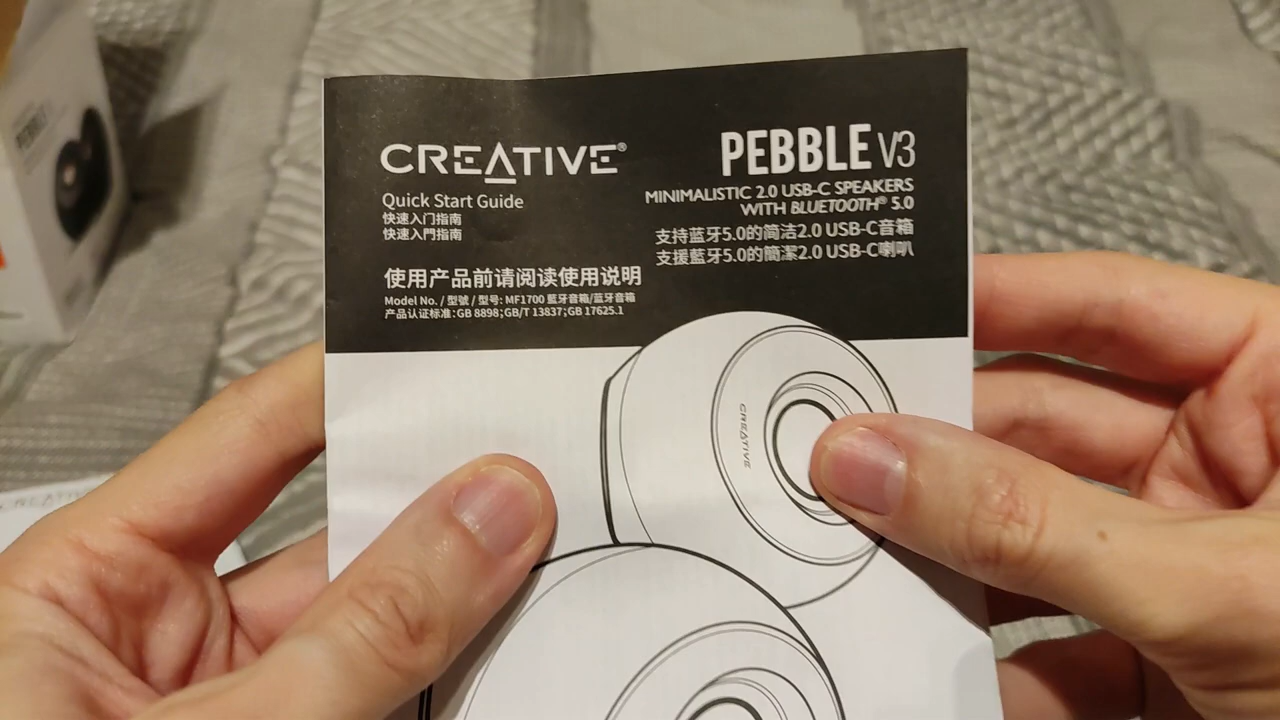 CREATIVE®
Quick Start Guide
快速入门指南
快速入門指南
使用产品前请阅读使用说明
Model No. / 型號 / 型号: MF1700 藍牙音箱/蓝牙音箱
产品认证标准：GB 8898；GB/T 13837；GB 17625.1
PEBBLE V3
MINIMALISTIC 2.0 USB-C SPEAKERS
WITH BLUETOOTH® 5.0
支持蓝牙5.0的简洁2.0 USB-C音箱
支援藍牙5.0的簡潔2.0 USB-C喇叭
CREATIVE